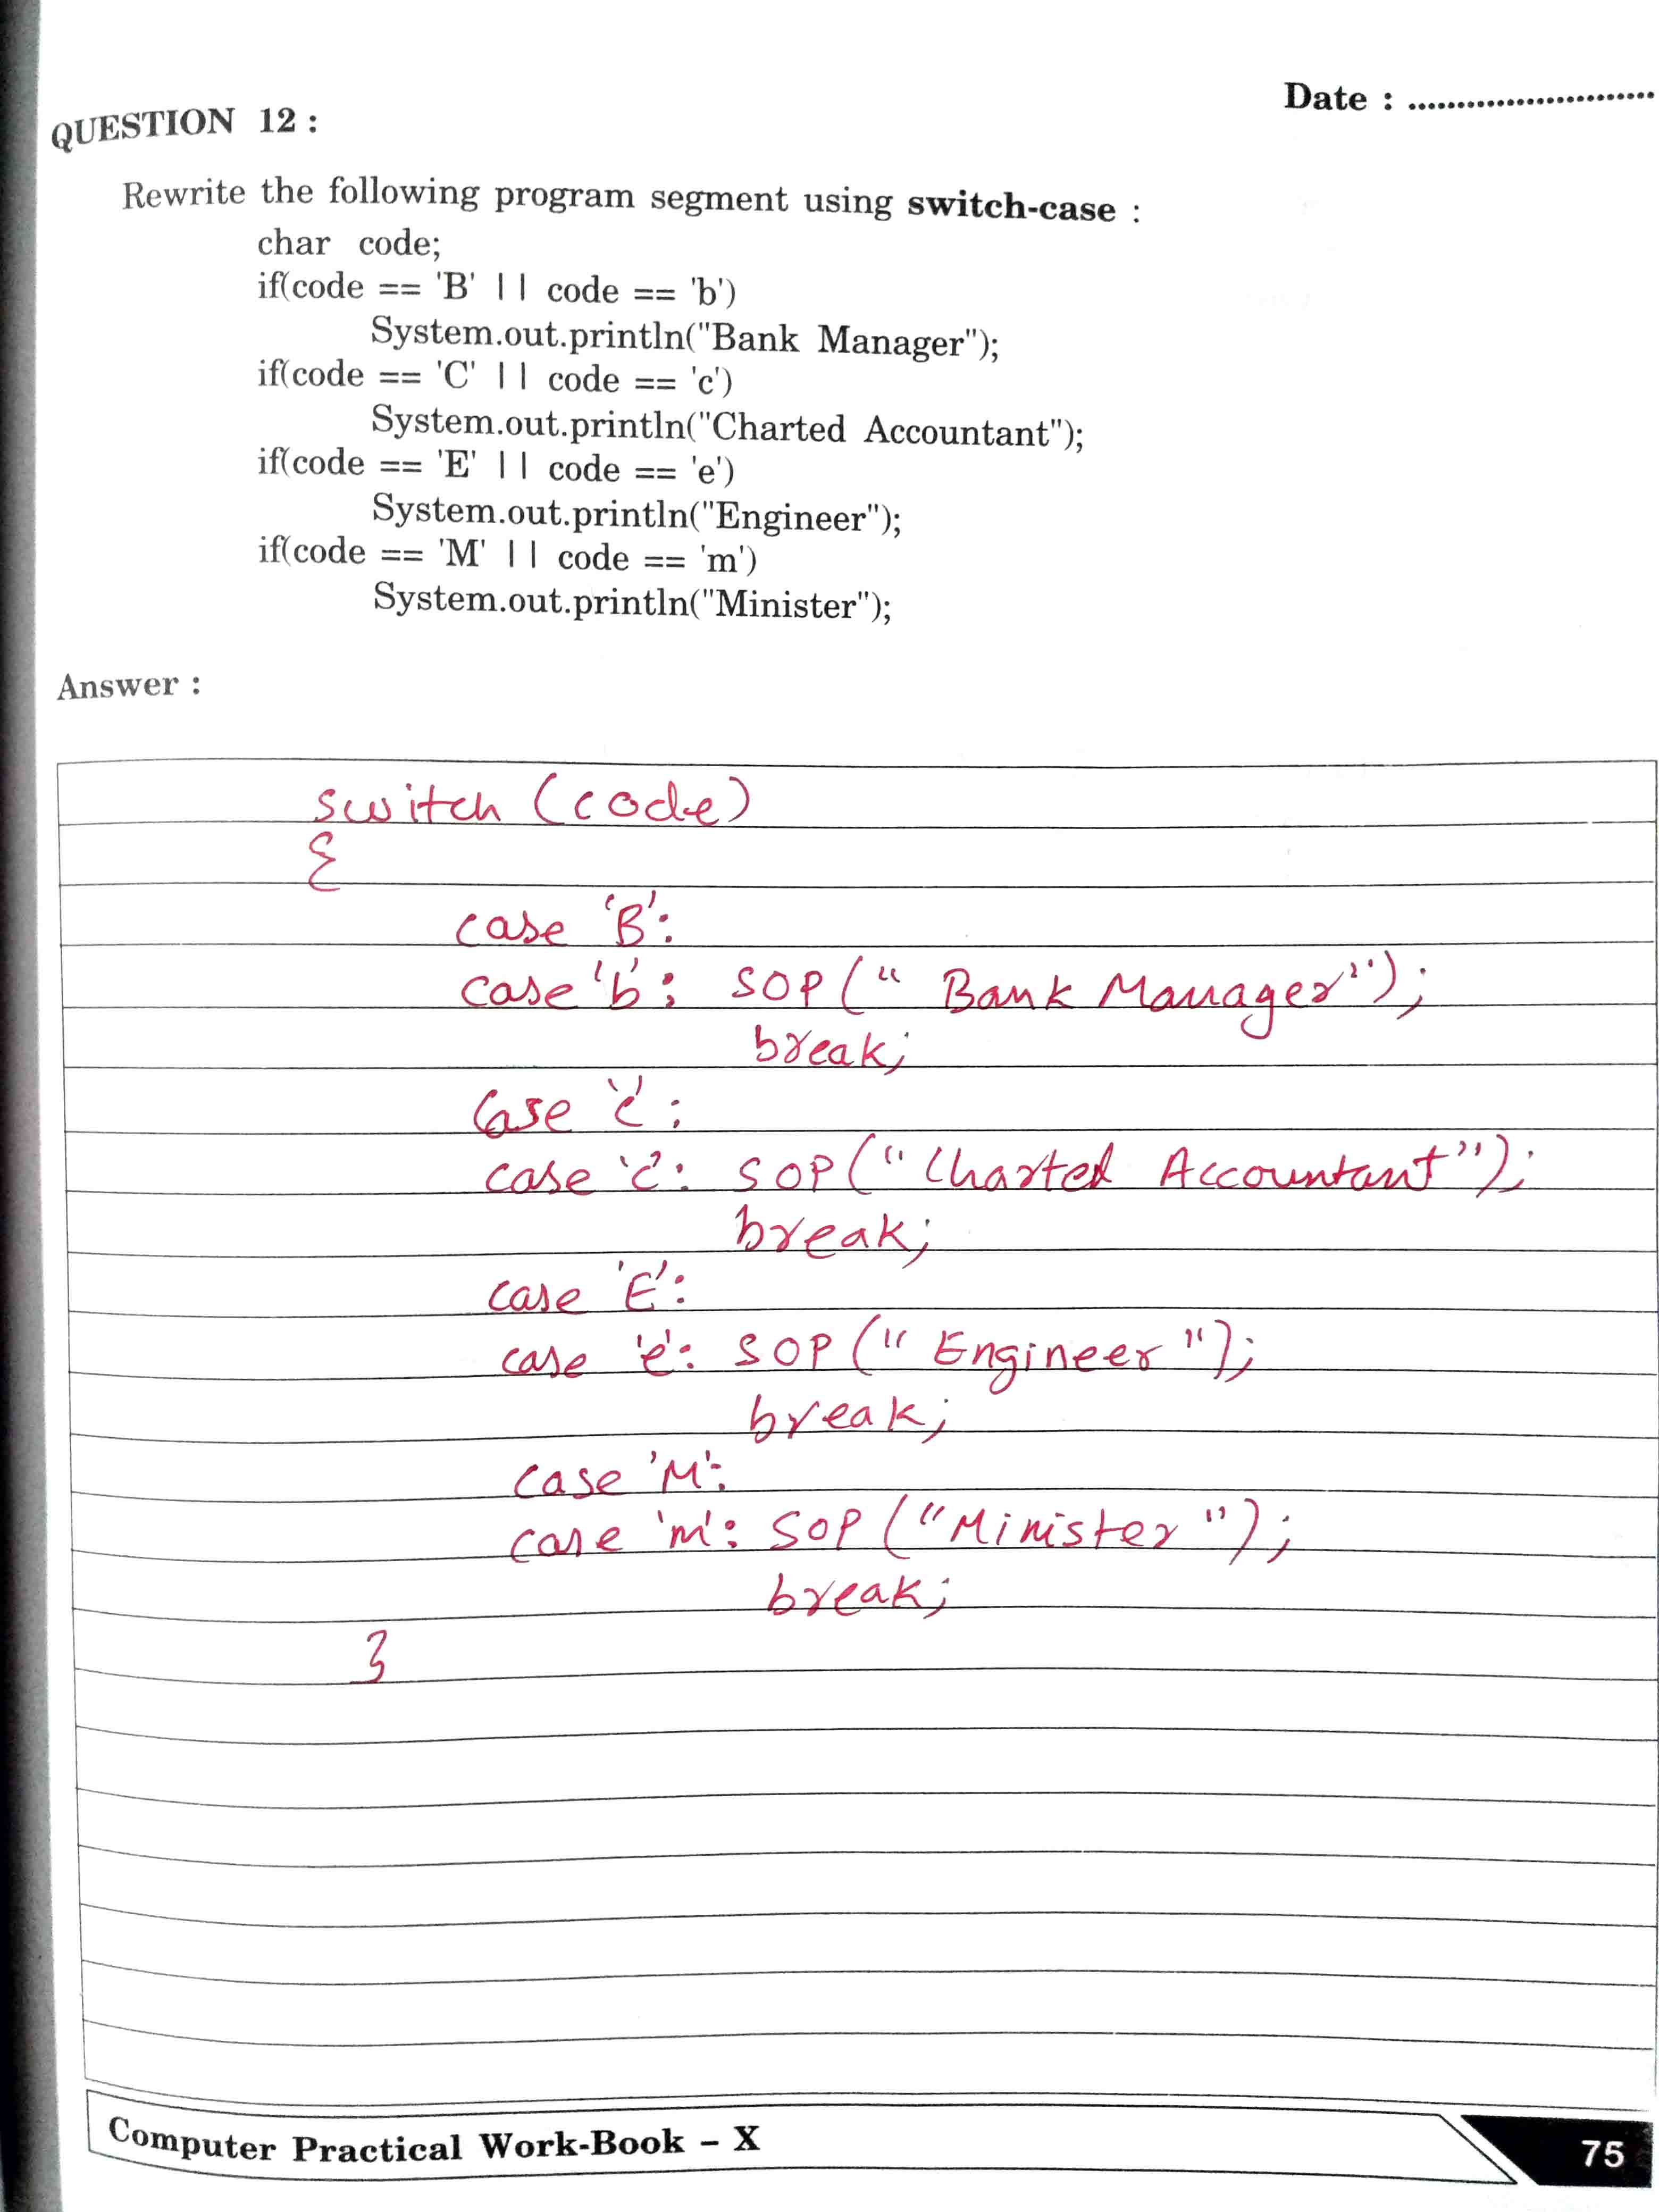 Date : ..........................
QUESTION 12 :
Rewrite the following program segment using switch-case :
char code;
if(code == 'B' || code == 'b')
System.out.println("Bank Manager");
if(code == 'C' || code == 'c')
System.out.println("Charted Accountant");
if(code == 'E' || code == 'e')
System.out.println("Engineer");
if(code == 'M' || code == 'm')
System.out.println("Minister");
Answer :
switch (code)
{
case 'B':
case 'b': SOP (" Bank Manager");
break;
Case 'c':
case 'c': SOP (" Charted Accountant");
break;
case 'E':
case 'e': SOP (" Engineer ");
break;
case 'M':
case 'm': SOP ("Minister ");
break;
}
Computer Practical Work-Book – X
75